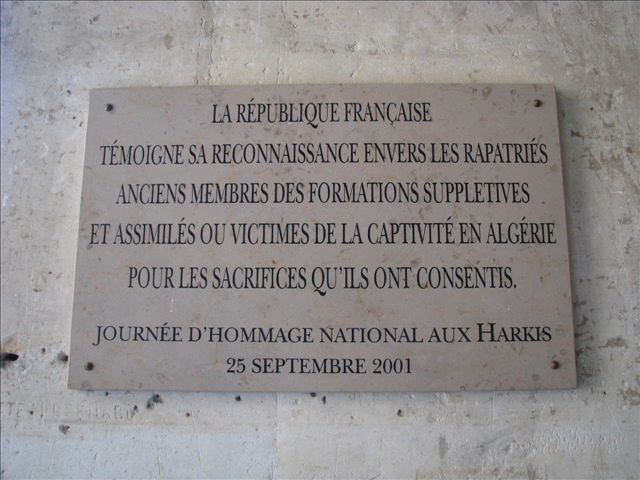 LA RÉPUBLIQUE FRANÇAISE
TÉMOIGNE SA RECONNAISSANCE ENVERS LES RAPATRIÉS
ANCIENS MEMBRES DES FORMATIONS SUPPLETIVES
ET ASSIMILÉS OU VICTIMES DE LA CAPTIVITÉ EN ALGÉRIE
POUR LES SACRIFICES QU'ILS ONT CONSENTIS.
JOURNÉE D'HOMMAGE NATIONAL AUX HARKIS
25 SEPTEMBRE 2001